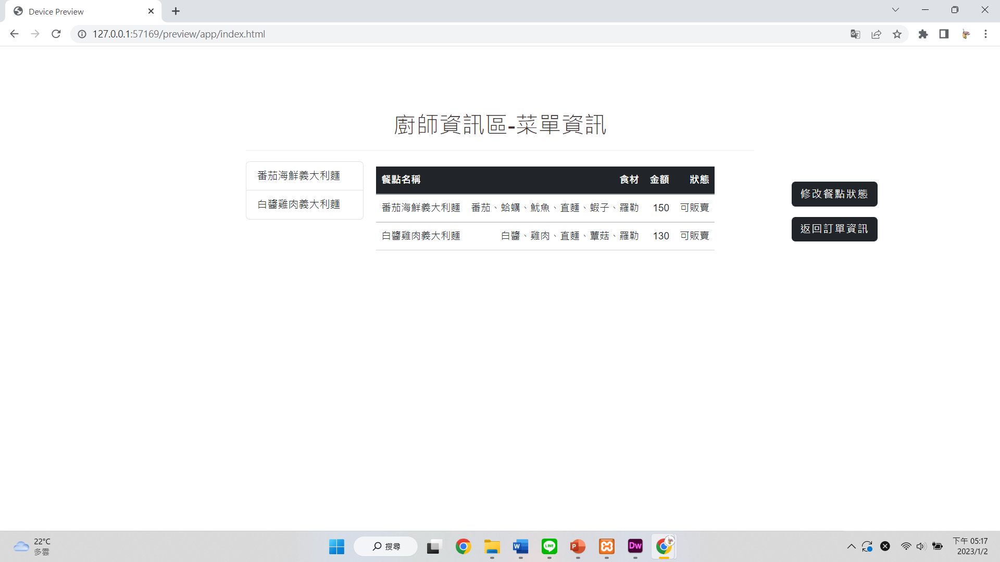 Device Preview
127.0.0.1:57169/preview/app/index.html
廚師資訊區-菜單資訊
番茄海鮮義大利麵
白醬雞肉義大利麵
餐點名稱 食材 金額 狀態
番茄海鮮義大利麵 番茄、蛤蠣、魷魚、直麵、蝦子、羅勒 150 可販賣
白醬雞肉義大利麵 白醬、雞肉、直麵、蕈菇、羅勒 130 可販賣
修改餐點狀態
返回訂單資訊
22°C
多雲
搜尋
W
LINE
P
Dw
下午 05:17
2023/1/2